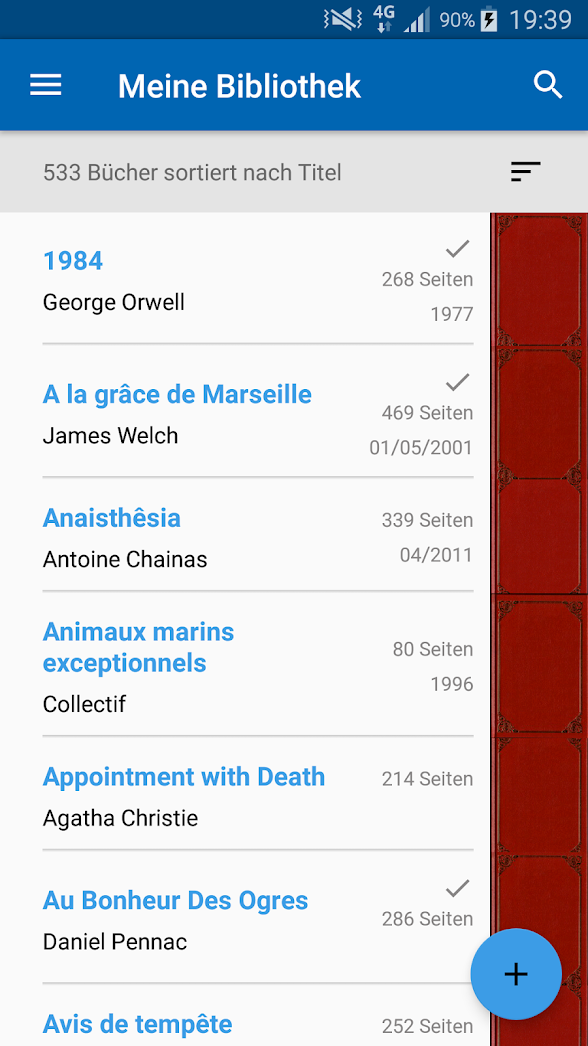 4G 90% 19:39
Meine Bibliothek
533 Bücher sortiert nach Titel
1984
268 Seiten
George Orwell
1977
A la grâce de Marseille
469 Seiten
James Welch
01/05/2001
Anaisthêsia
339 Seiten
Antoine Chainas
04/2011
Animaux marins
exceptionnels
80 Seiten
1996
Collectif
Appointment with Death
214 Seiten
Agatha Christie
Au Bonheur Des Ogres
286 Seiten
Daniel Pennac
Avis de tempête
252 Seiten